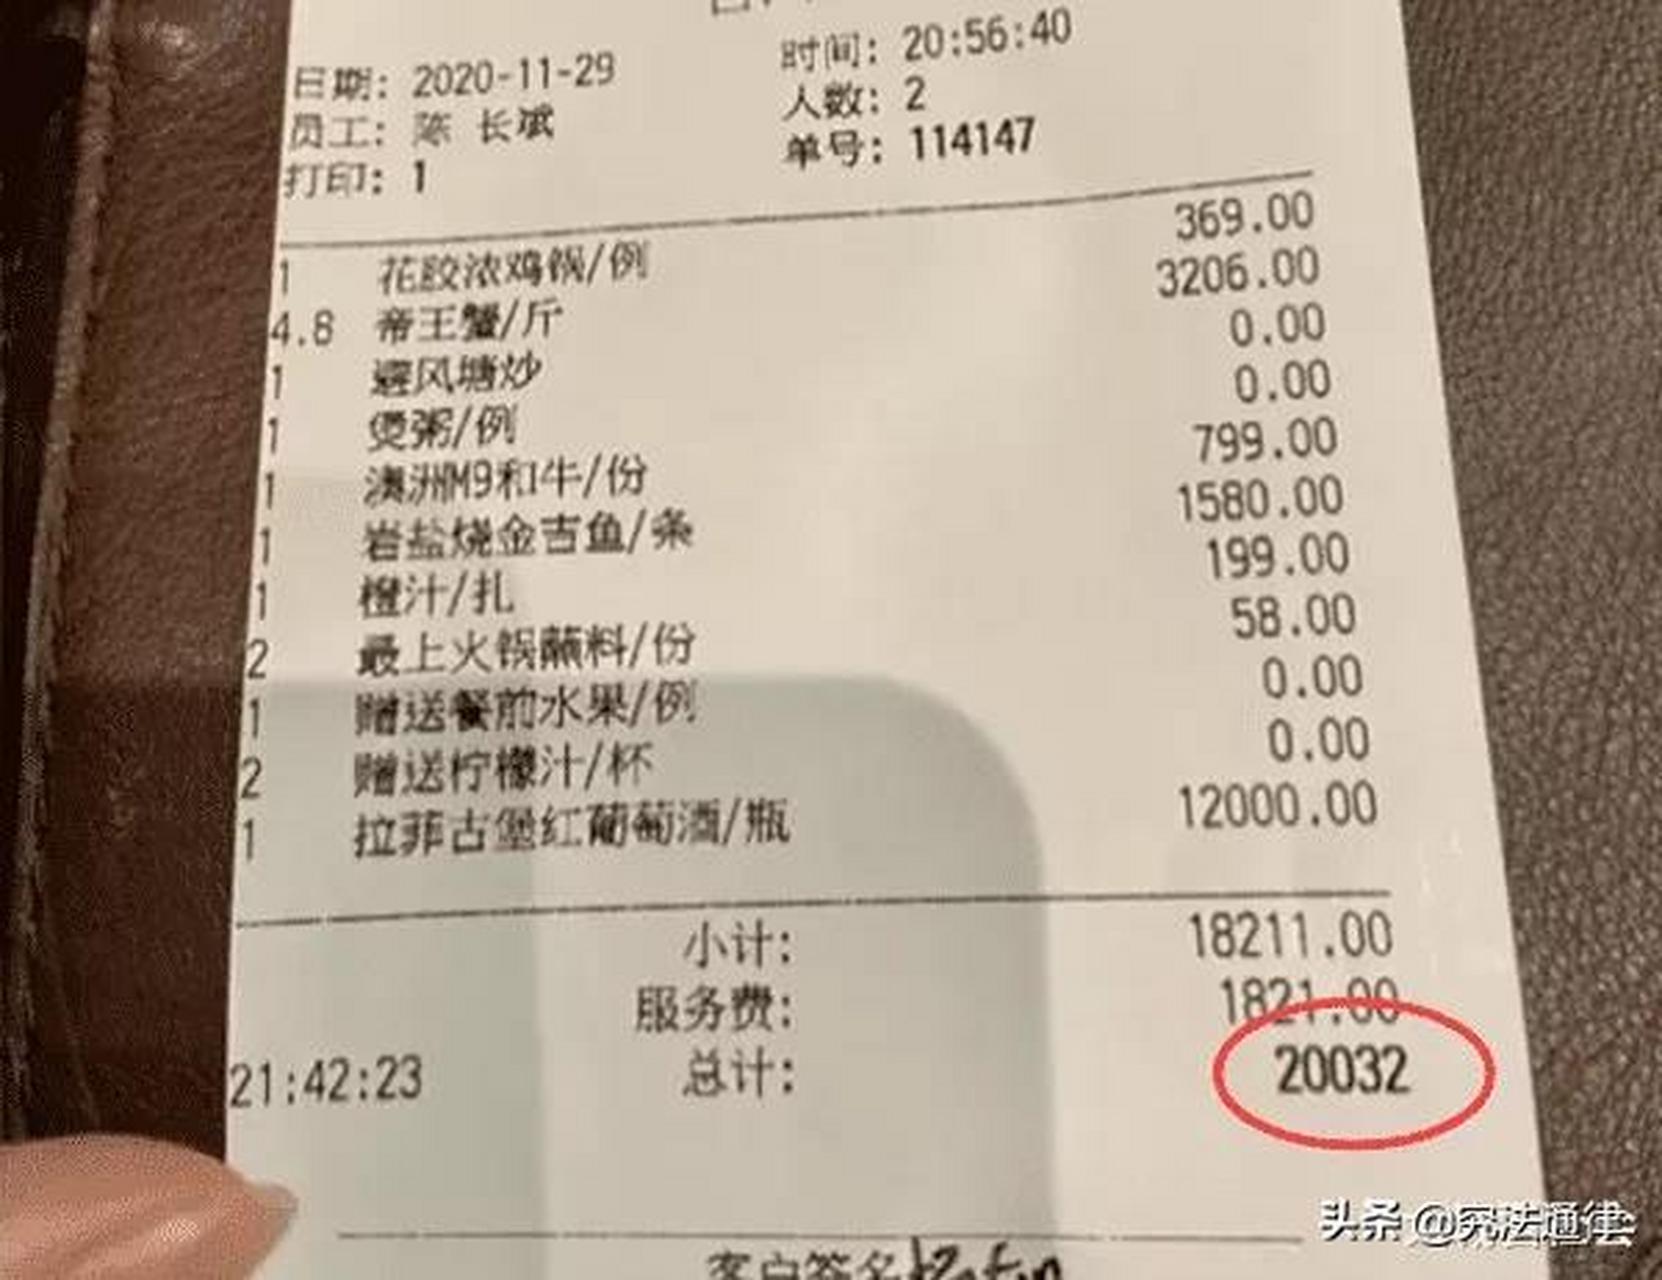 日期: 2020-11-29 时间: 20:56:40
员工: 陈 长斌 人数: 2
打印: 1 单号: 114147
1 花胶浓鸡锅/例 369.00
4.8 帝王蟹/斤 3206.00
1 避风塘炒 0.00
1 煲粥/例 0.00
1 澳洲M9和牛/份 799.00
1 岩盐烧金吉鱼/条 1580.00
1 橙汁/扎 199.00
2 最上火锅蘸料/份 58.00
1 赠送餐前水果/例 0.00
2 赠送柠檬汁/杯 0.00
1 拉菲古堡红葡萄酒/瓶 12000.00
小计: 18211.00
服务费: 1821.00
21:42:23 总计: 20032
客户签名
头条 @究法通律